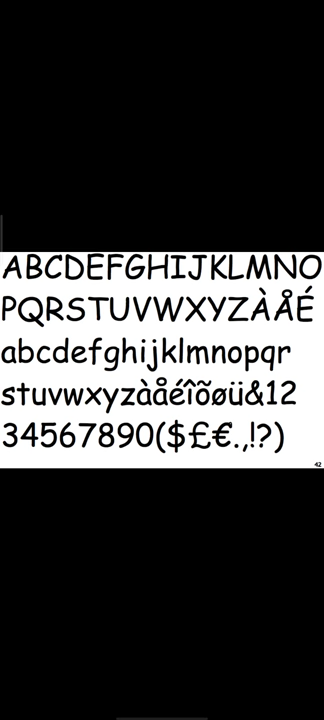 ABCDEFGHIJKLMNO
PQRSTUVWXYZÀÅÉ
abcdefghijklmnopqr
stuvwxyzàåéîõøü&12
34567890($£€.,!?)
42